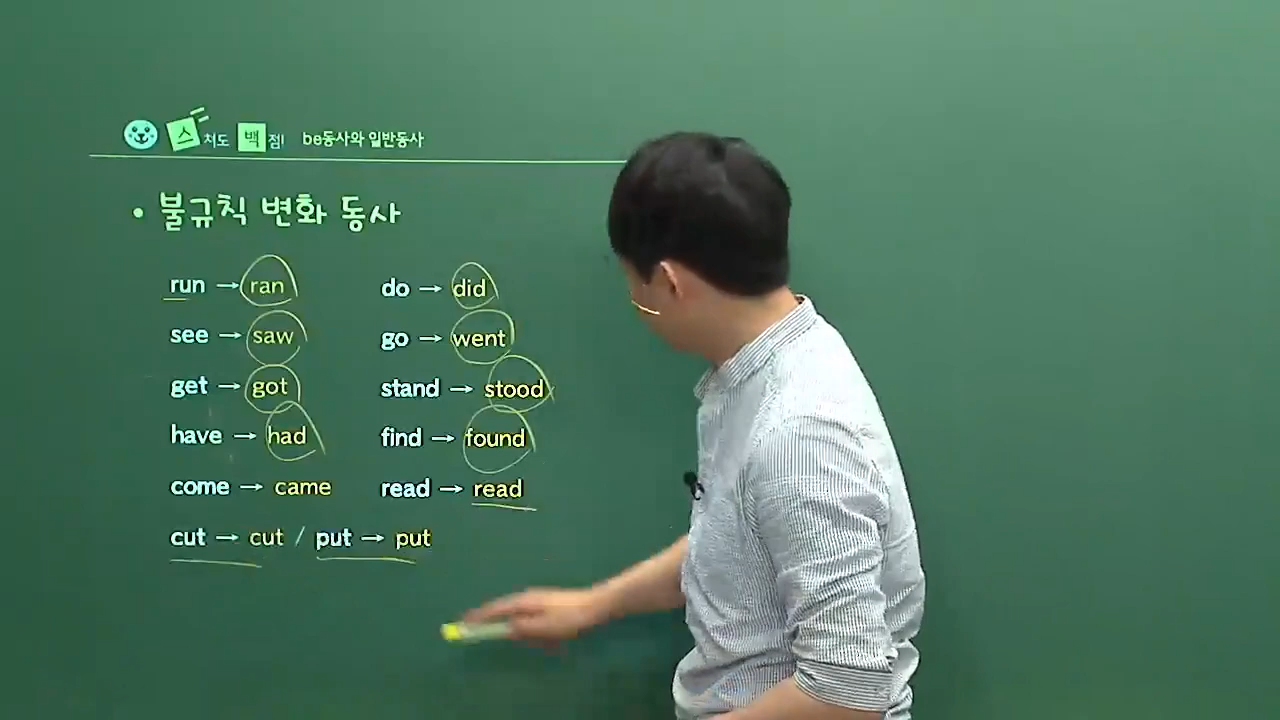 스쳐도 백점! be동사와 일반동사
• 불규칙 변화 동사
run → ran do → did
see → saw go → went
get → got stand → stood
have → had find → found
come → came read → read
cut → cut / put → put